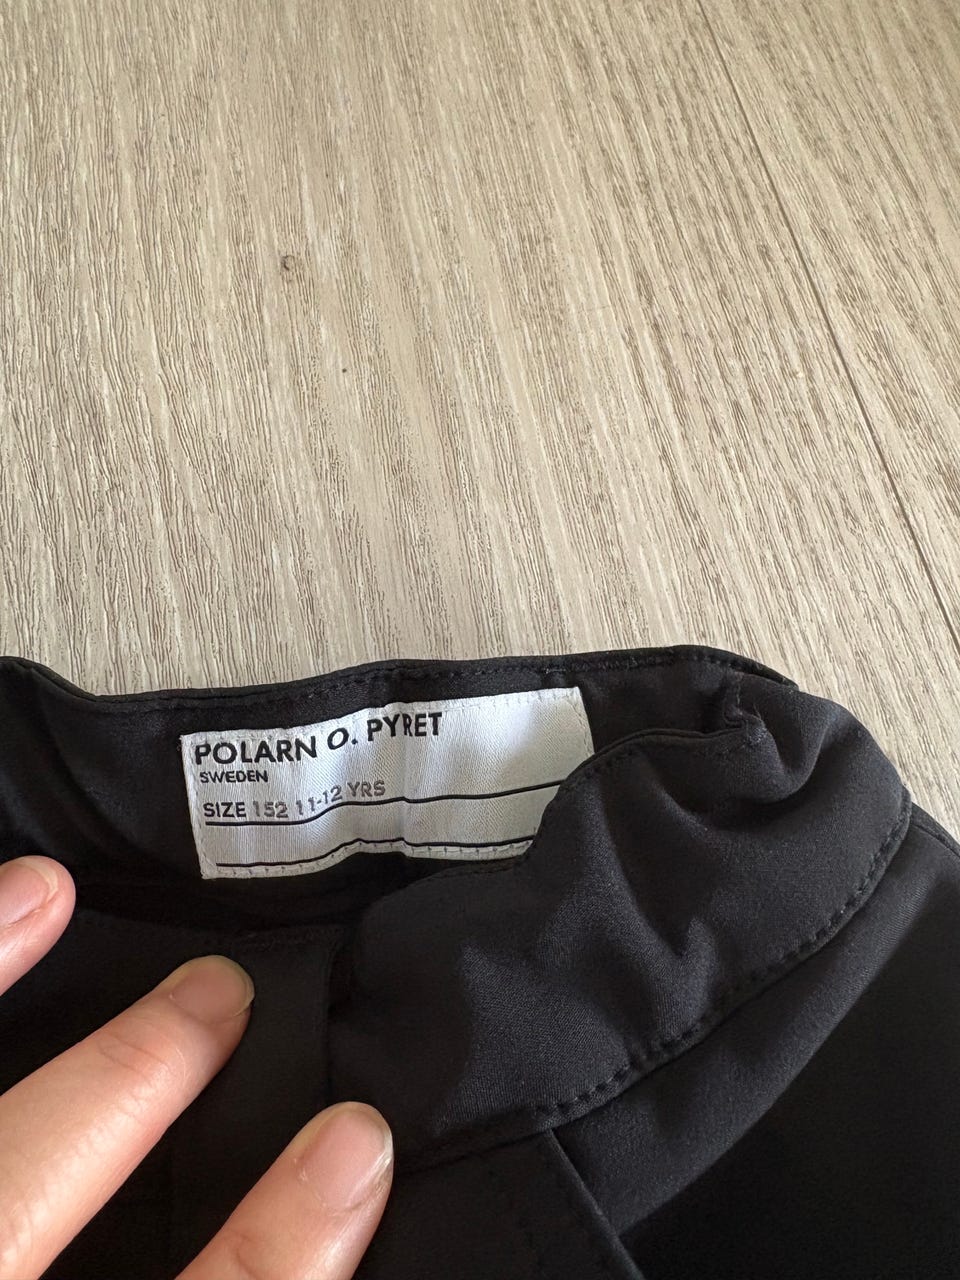 POLARN O. PYRET
SWEDEN
SIZE 152 11-12 YRS